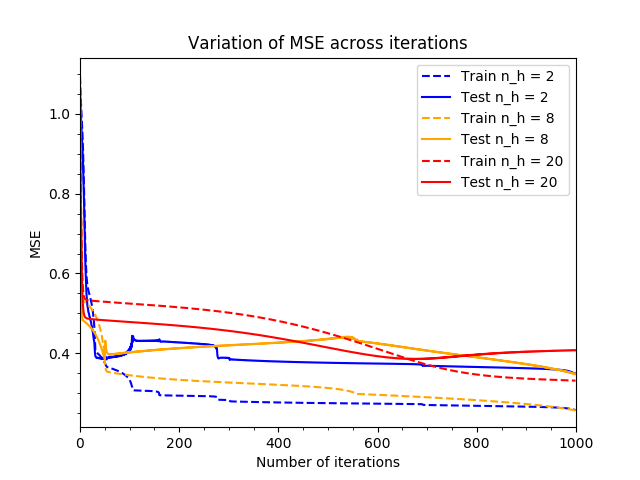 Variation of MSE across iterations
Train n_h = 2
Test n_h = 2
Train n_h = 8
Test n_h = 8
Train n_h = 20
Test n_h = 20
MSE
1.0
0.8
0.6
0.4
0
200
400
600
800
1000
Number of iterations